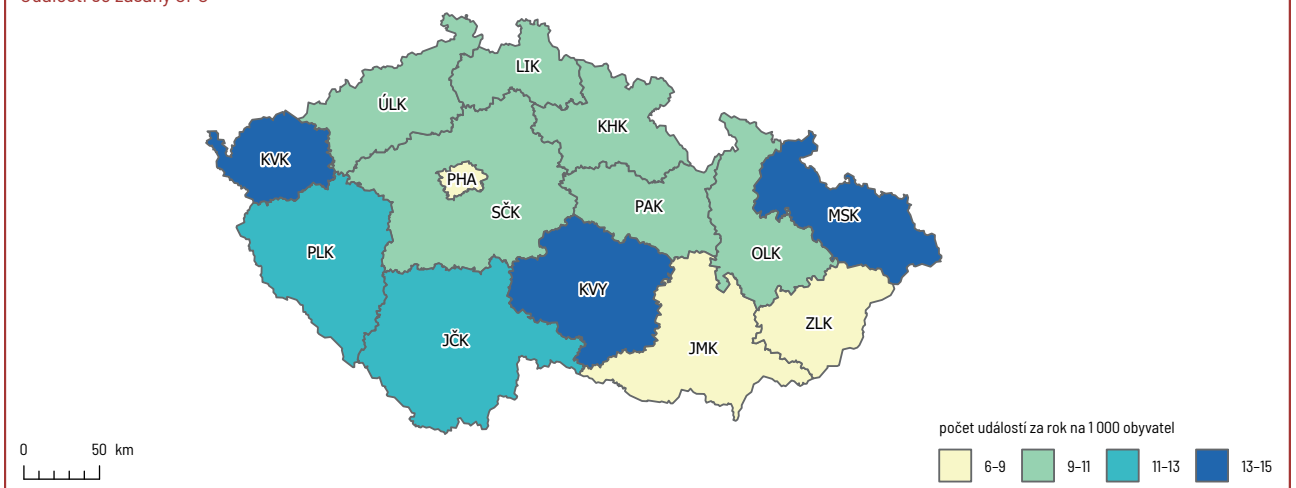 LIK
ÚLK
KHK
KVK
PHA
SČK
PAK
MSK
PLK
OLK
KVY
ZLK
JČK
JMK
počet událostí za rok na 1 000 obyvatel
0 50 km
6–9 9–11 11–13 13–15